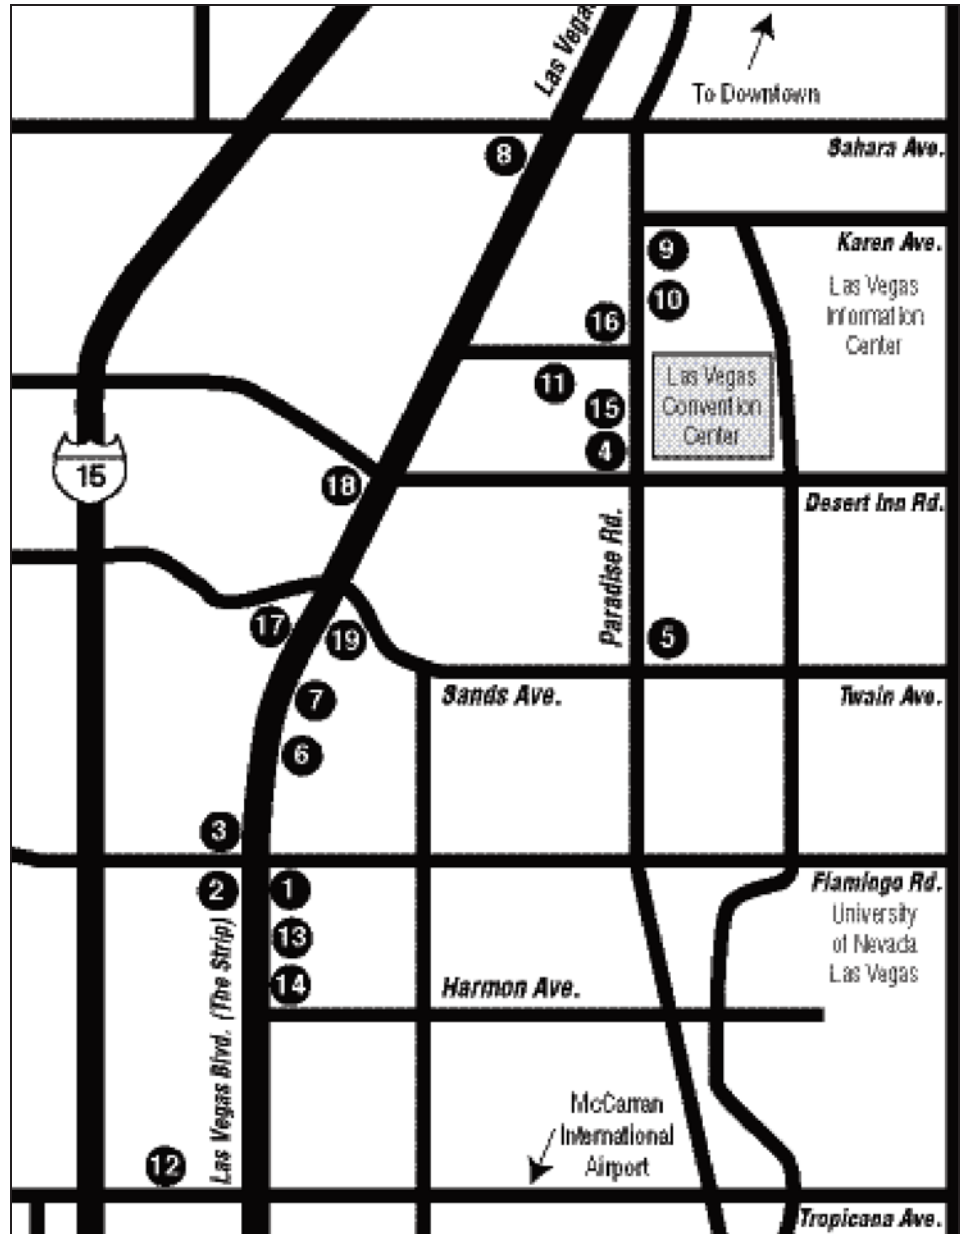 Las Vegas
To Downtown
8
Sahara Ave.
9
Karen Ave.
10
Las Vegas
Information
Center
16
11
15
4
Las Vegas
Convention
Center
15
18
Desert Inn Rd.
Paradise Rd.
17
19
5
7
Sands Ave.
Twain Ave.
6
3
2
1
Flamingo Rd.
University
of Nevada
Las Vegas
13
14
Harmon Ave.
Las Vegas Blvd. (The Strip)
McCarran
International
Airport
12
Tropicana Ave.